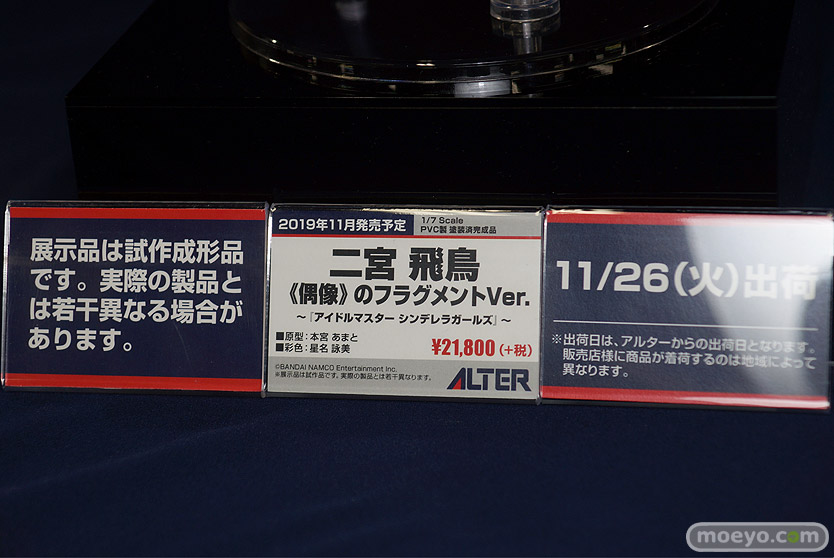 展示品は試作成形品
です。実際の製品と
は若干異なる場合が
あります。
2019年11月発売予定
1/7 Scale
PVC製 塗装済完成品
二宮 飛鳥
《偶像》のフラグメントVer.
～『アイドルマスター シンデレラガールズ』～
■原型:本宮 あまと
■彩色:星名 詠美
¥21,800(+税)
©BANDAI NAMCO Entertainment Inc.
※展示品は試作品です。実際の製品とは若干異なります。
ALTER
11/26(火)出荷
※出荷日は、アルターからの出荷日となります。
販売店様に商品が着荷するのは地域によって
異なります。
moeyo.com